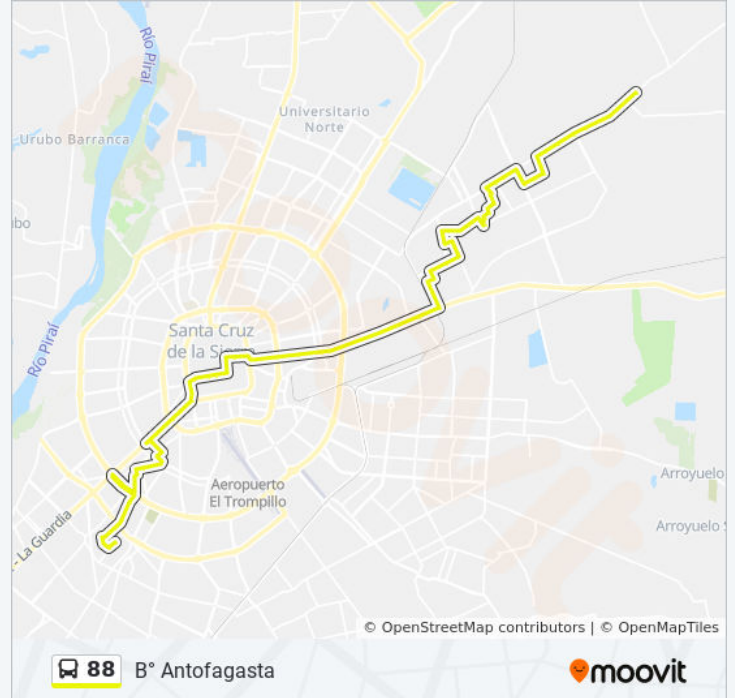 Río Piraí
Universitario
Norte
Urubo Barranca
bo
Santa Cruz
de la Sierra
Río Piraí
Aeropuerto
El Trompillo
Arroyuelo
Arroyuelo S
- La Guardia
© OpenStreetMap contributors | © OpenMapTiles
88 B° Antofagasta
moovit